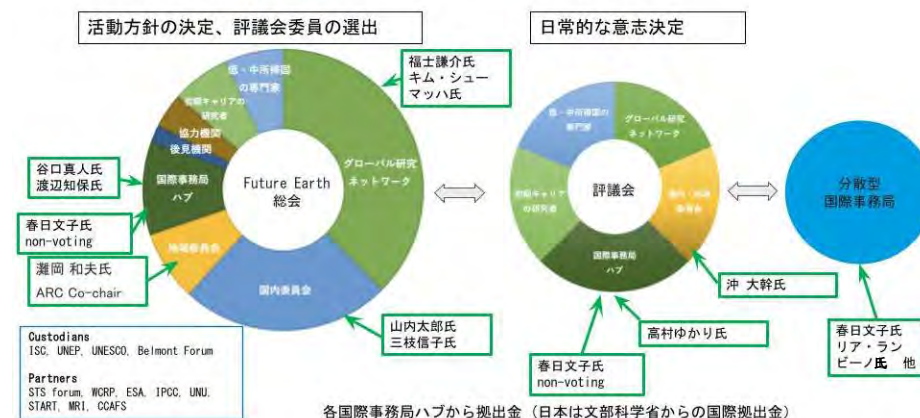 活動方針の決定、評議会委員の選出
日常的な意志決定
福士謙介氏
キム・シュー
マッハ氏
低・中所得国
の専門家
初期キャリアの
研究者
協力機関
後見機関
国際事務局
ハブ
地域委員会
国内委員会
グローバル研究
ネットワーク
Future Earth
総会
谷口真人氏
渡辺知保氏
春日文子氏
non-voting
灘岡 和夫氏
ARC Co-chair
山内太郎氏
三枝信子氏
低・中所得国の
専門家
グローバル研究
ネットワーク
初期キャリア
の研究者
評議会
国際事務局
ハブ
沖 大幹氏
高村ゆかり氏
春日文子氏
non-voting
分散型
国際事務局
春日文子氏
リア・ラン
ビーノ氏 他
Custodians
ISC, UNEP, UNESCO, Belmont Forum
Partners
STS forum, WCRP, ESA, IPCC, UNU,
START, MRI, CCAFS
各国際事務局ハブから拠出金（日本は文部科学省からの国際拠出金）